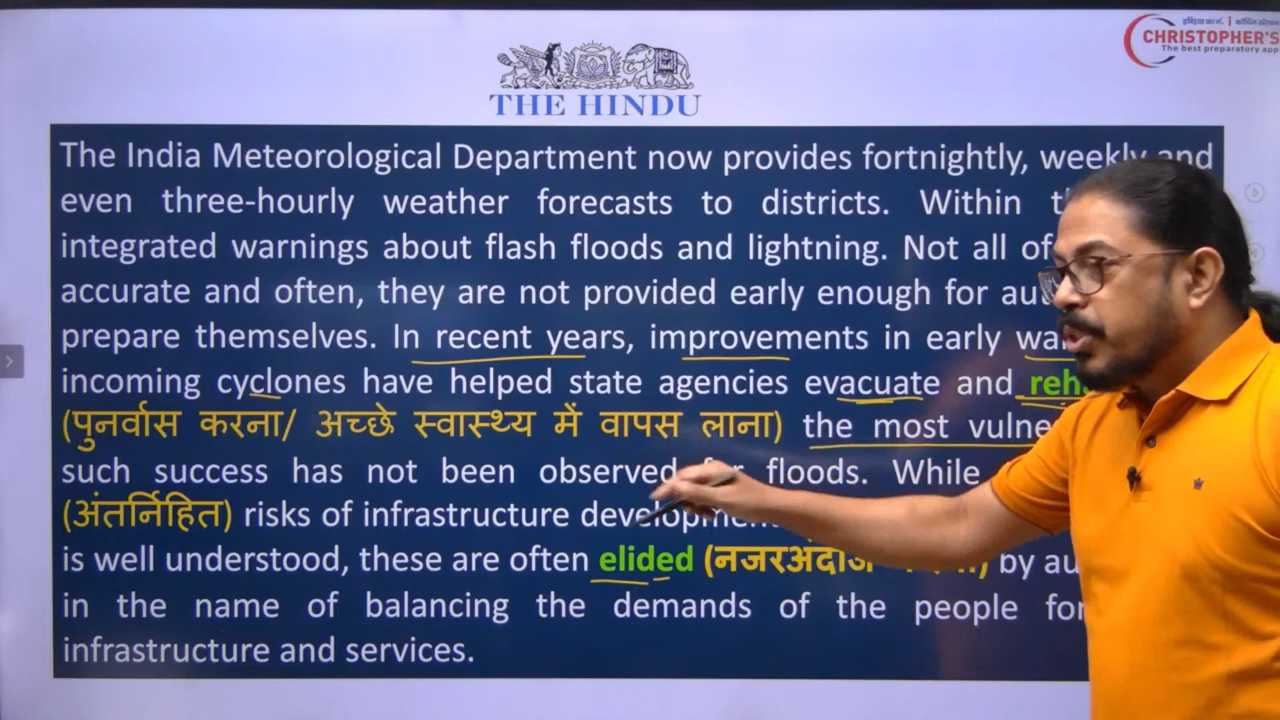 CHRISTOPHER'S
The best preparatory app
THE HINDU
The India Meteorological Department now provides fortnightly, weekly and
even three-hourly weather forecasts to districts. Within
integrated warnings about flash floods and lightning. Not all of
accurate and often, they are not provided early enough for
prepare themselves. In recent years, improvements in early
incoming cyclones have helped state agencies evacuate and
(पुनर्वास करना/ अच्छे स्वास्थ्य में वापस लाना) the most
such success has not been observed floods. While
(अंतर्निहित) risks of infrastructure
is well understood, these are often elided by
in the name of balancing the demands of the people for
infrastructure and services.